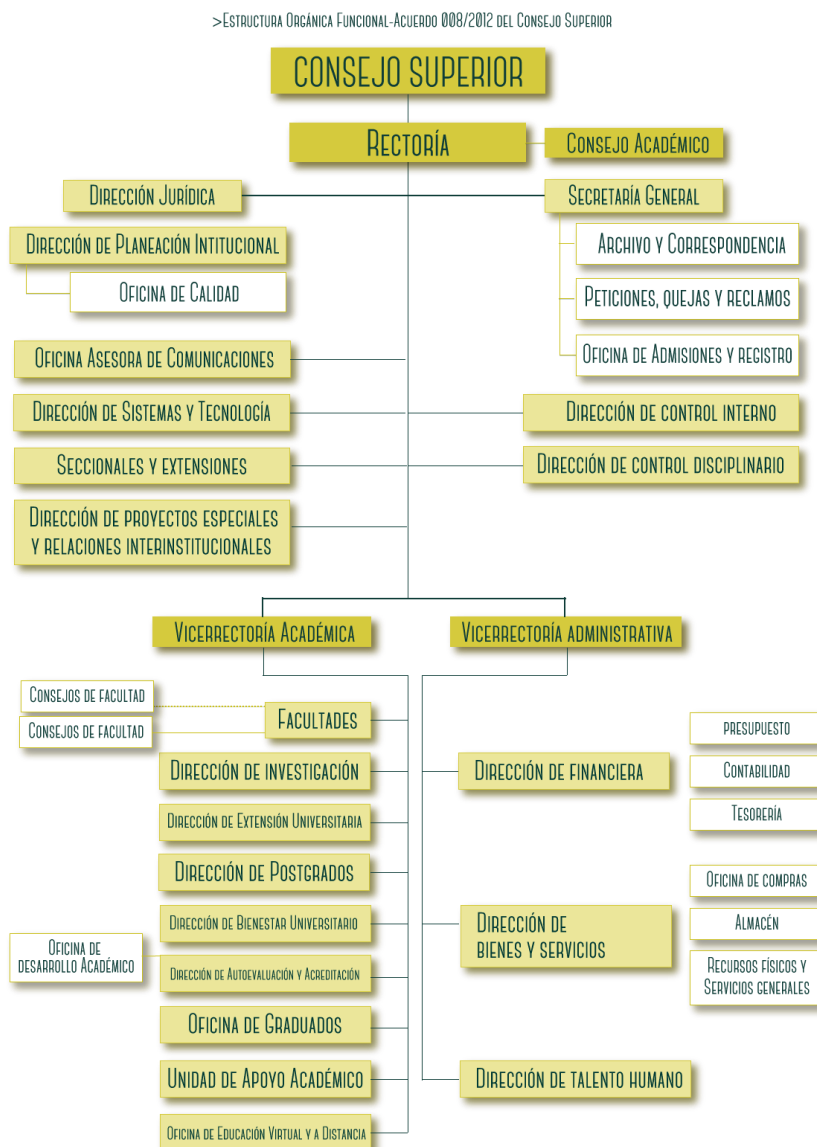 >Estructura Orgánica Funcional-Acuerdo 008/2012 del Consejo Superior
CONSEJO SUPERIOR
Rectoría
Consejo Académico
Dirección Jurídica
Secretaría General
Dirección de Planeación Intitucional
Archivo y Correspondencia
Oficina de Calidad
Peticiones, quejas y reclamos
Oficina Asesora de Comunicaciones
Oficina de Admisiones y registro
Dirección de Sistemas y Tecnología
Dirección de control interno
Seccionales y extensiones
Dirección de control disciplinario
Dirección de proyectos especiales
y relaciones interinstitucionales
Vicerrectoría Académica
Vicerrectoría administrativa
Consejos de facultad
Consejos de facultad
Facultades
Dirección de investigación
Dirección de Extensión Universitaria
Dirección de Postgrados
Dirección de Bienestar Universitario
Oficina de
desarrollo Académico
Dirección de Autoevaluación y Acreditación
Oficina de Graduados
Unidad de Apoyo Académico
Oficina de Educación Virtual y a Distancia
Dirección de financiera
presupuesto
Contabilidad
Tesorería
Dirección de
bienes y servicios
Oficina de compras
Almacén
Recursos físicos y
Servicios generales
Dirección de talento humano